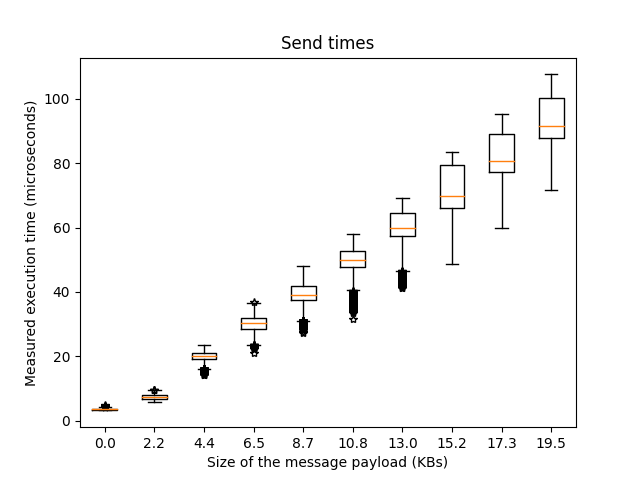 Send times
Measured execution time (microseconds)
100
80
60
40
20
0
0.0 2.2 4.4 6.5 8.7 10.8 13.0 15.2 17.3 19.5
Size of the message payload (KBs)